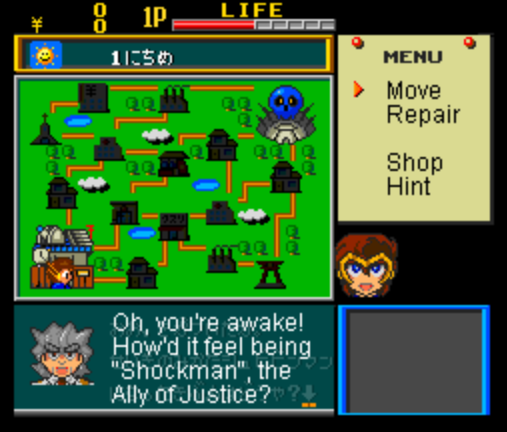 LIFE
¥ 0
0
1P
1にちめ
MENU
Move
Repair
Shop
Hint
Oh, you're awake!
How'd it feel being
"Shockman", the
Ally of Justice?